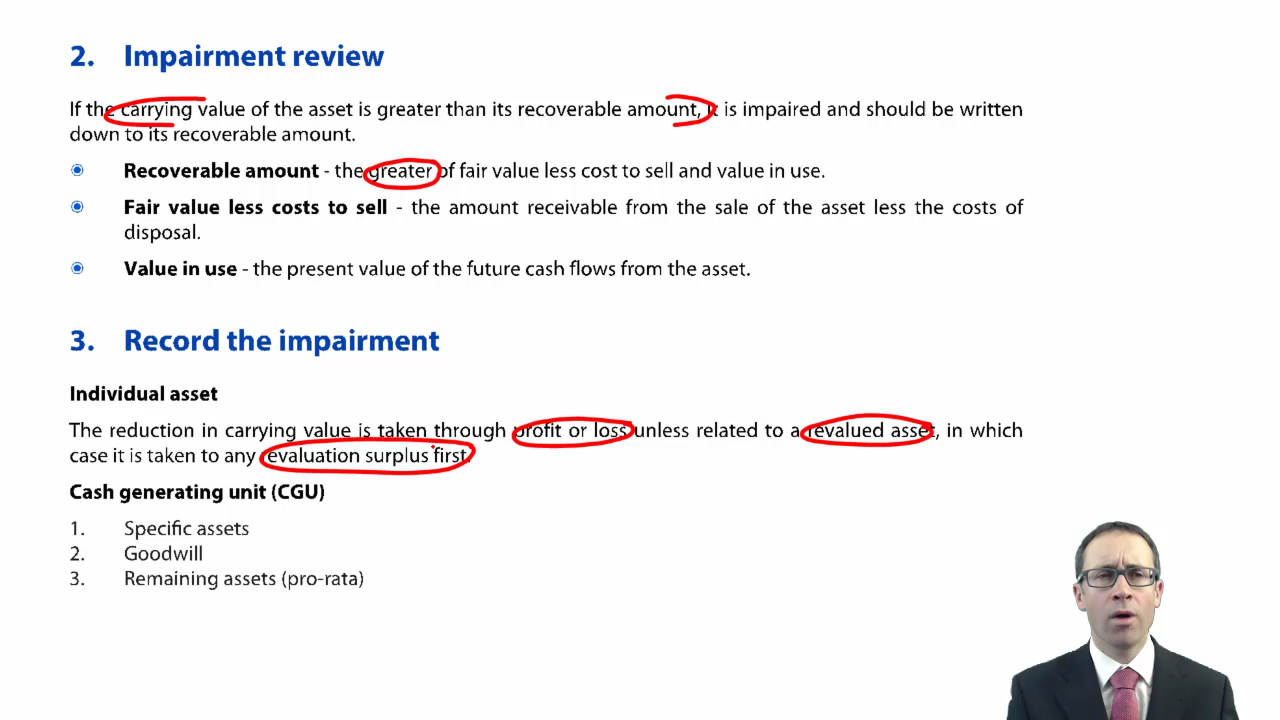 2. Impairment review
If the carrying value of the asset is greater than its recoverable amount, it is impaired and should be written
down to its recoverable amount.
Recoverable amount - the greater of fair value less cost to sell and value in use.
Fair value less costs to sell - the amount receivable from the sale of the asset less the costs of
disposal.
Value in use - the present value of the future cash flows from the asset.
3. Record the impairment
Individual asset
The reduction in carrying value is taken through profit or loss unless related to a revalued asset, in which
case it is taken to any revaluation surplus first.
Cash generating unit (CGU)
1. Specific assets
2. Goodwill
3. Remaining assets (pro-rata)